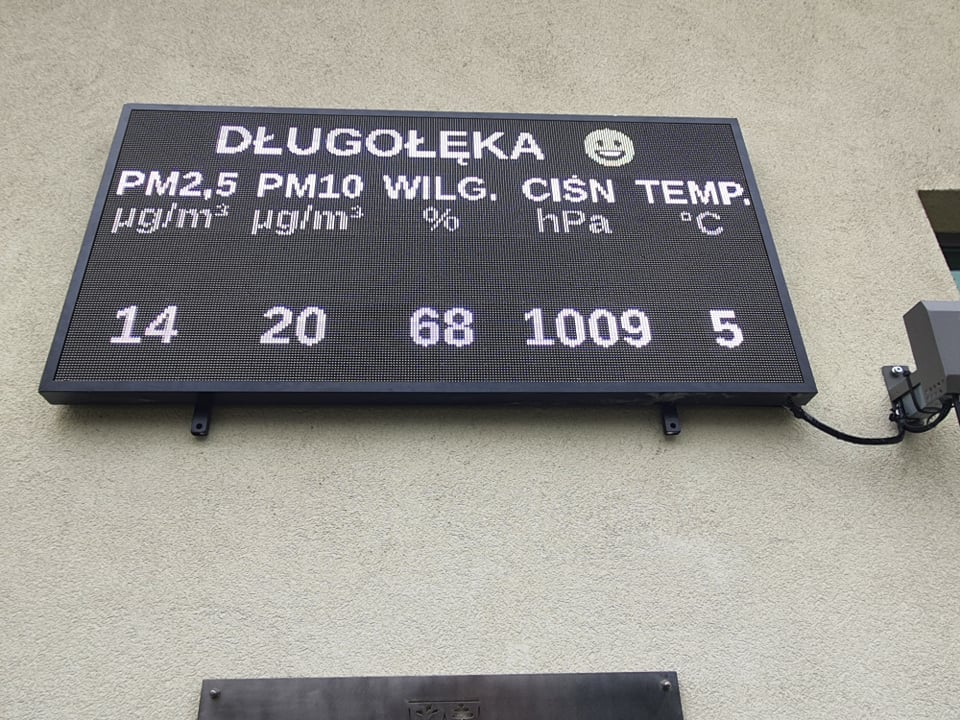 DŁUGOŁĘKA
PM2,5 PM10 WILG. CIŚN TEMP.
µg/m³ µg/m³ % hPa °C
14 20 68 1009 5